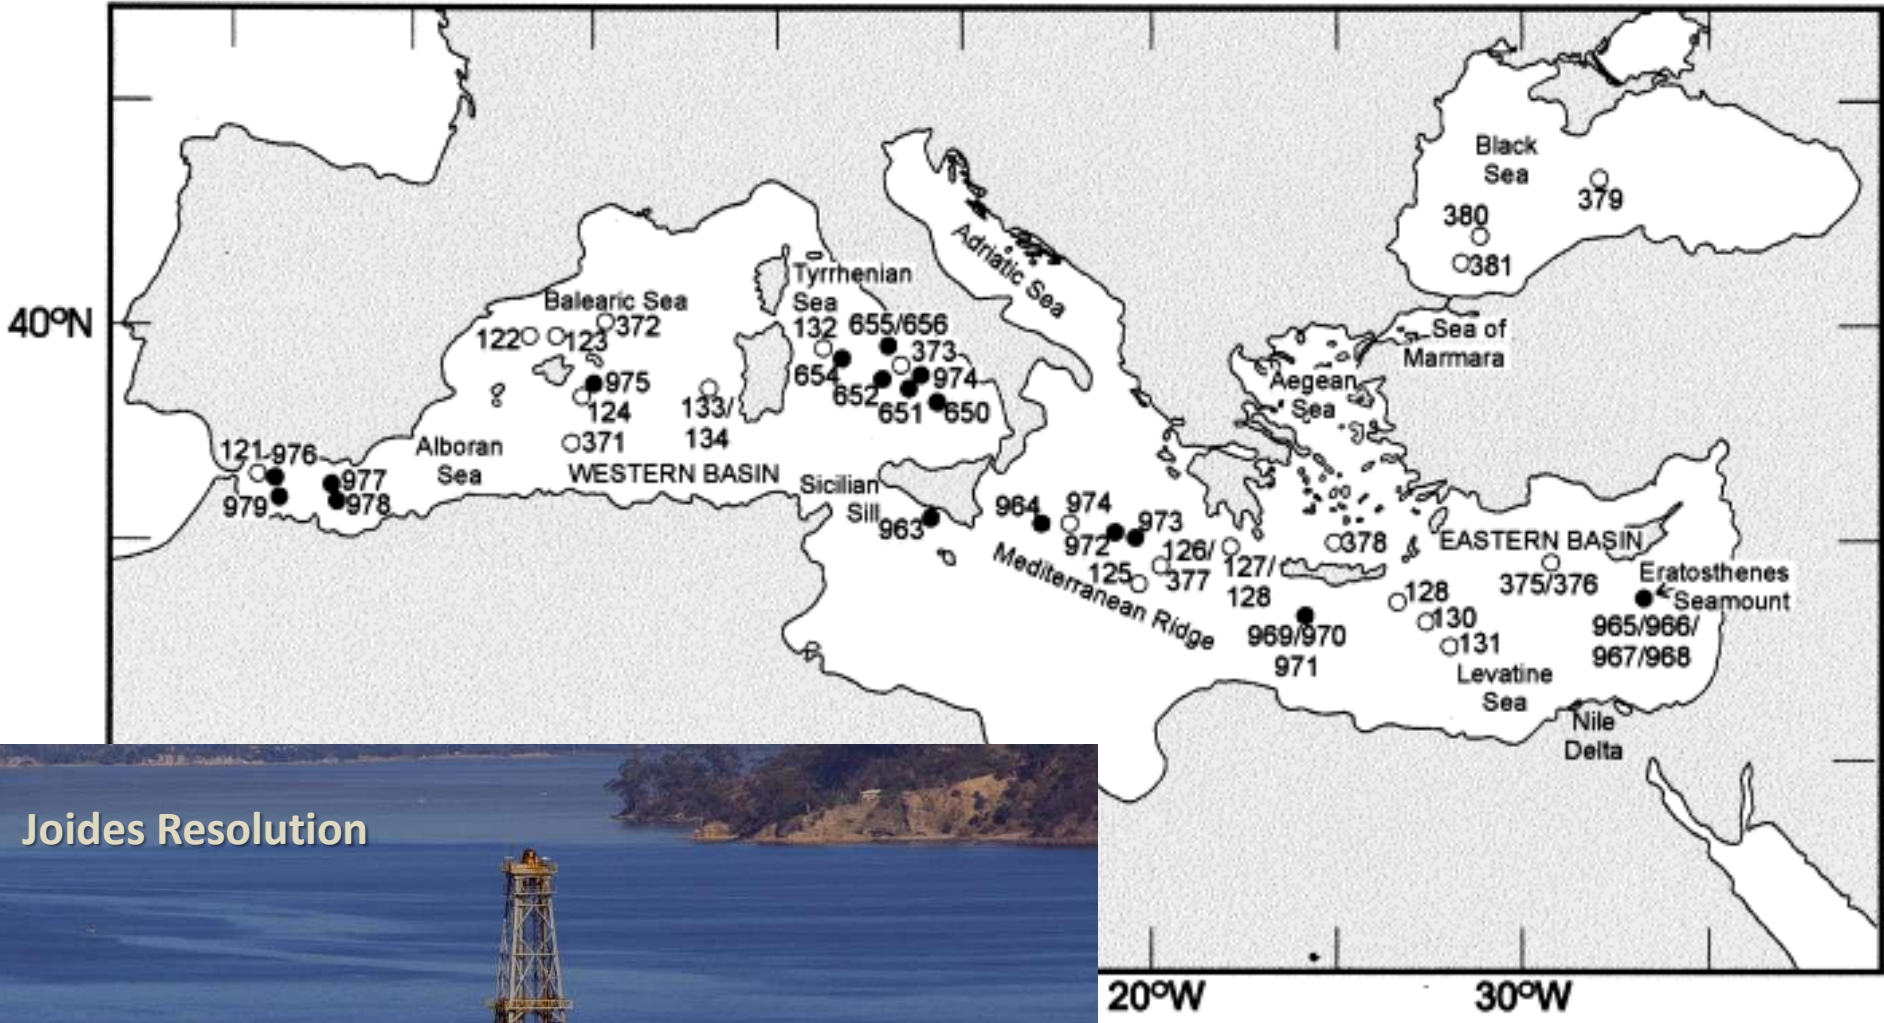 Black
Sea
379
380
381
Adriatic Sea
Tyrrhenian
Sea
Balearic Sea
40ºN
122
123
372
132
655/656
373
Sea of
Marmara
654
974
975
652
651
650
124
133/
134
Aegean
Sea
371
Alboran
Sea
121
976
WESTERN BASIN
977
979
978
Sicilian
Sill
963
964
974
973
972
126/
377
125
127/
128
378
EASTERN BASIN
375/376
Eratosthenes
Seamount
Mediterranean Ridge
128
130
131
969/970
971
965/966/
967/968
Levatine
Sea
Nile
Delta
Joides Resolution
20ºW
30ºW